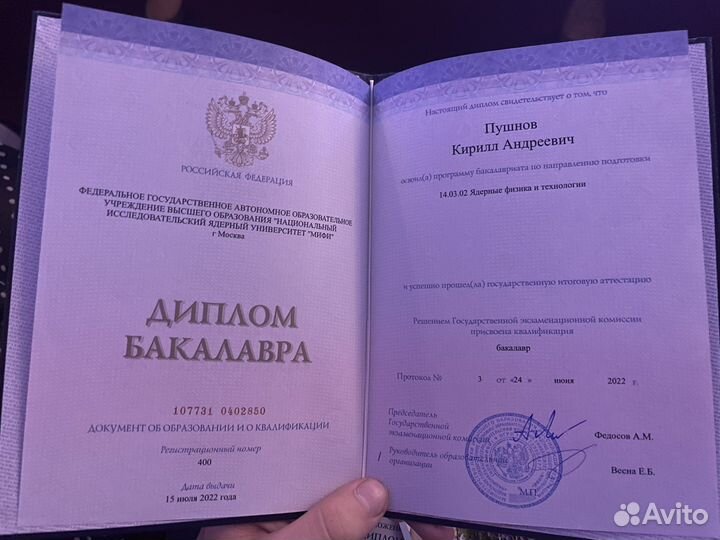 РОССИЙСКАЯ ФЕДЕРАЦИЯ
ФЕДЕРАЛЬНОЕ ГОСУДАРСТВЕННОЕ АВТОНОМНОЕ ОБРАЗОВАТЕЛЬНОЕ
УЧРЕЖДЕНИЕ ВЫСШЕГО ОБРАЗОВАНИЯ "НАЦИОНАЛЬНЫЙ
ИССЛЕДОВАТЕЛЬСКИЙ ЯДЕРНЫЙ УНИВЕРСИТЕТ "МИФИ"
г Москва
ДИПЛОМ
БАКАЛАВРА
107731 0402850
ДОКУМЕНТ ОБ ОБРАЗОВАНИИ И О КВАЛИФИКАЦИИ
Регистрационный номер
400
Дата выдачи
15 июля 2022 года
Настоящий диплом свидетельствует о том, что
Пушнов
Кирилл Андреевич
освоил(а) программу бакалавриата по направлению подготовки
14.03.02 Ядерные физика и технологии
и успешно прошел(ла) государственную итоговую аттестацию
Решением Государственной экзаменационной комиссии
присвоена квалификация
бакалавр
Протокол № 3 от «24 » июня 2022 г.
Председатель
Государственной
экзаменационной комиссии
Федосов А.М.
/ Руководитель образовательной
организации
Весна Е.Б.
М.П.
ДИПЛОМ
Avito